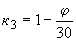 κ₃ = 1 − φ/30